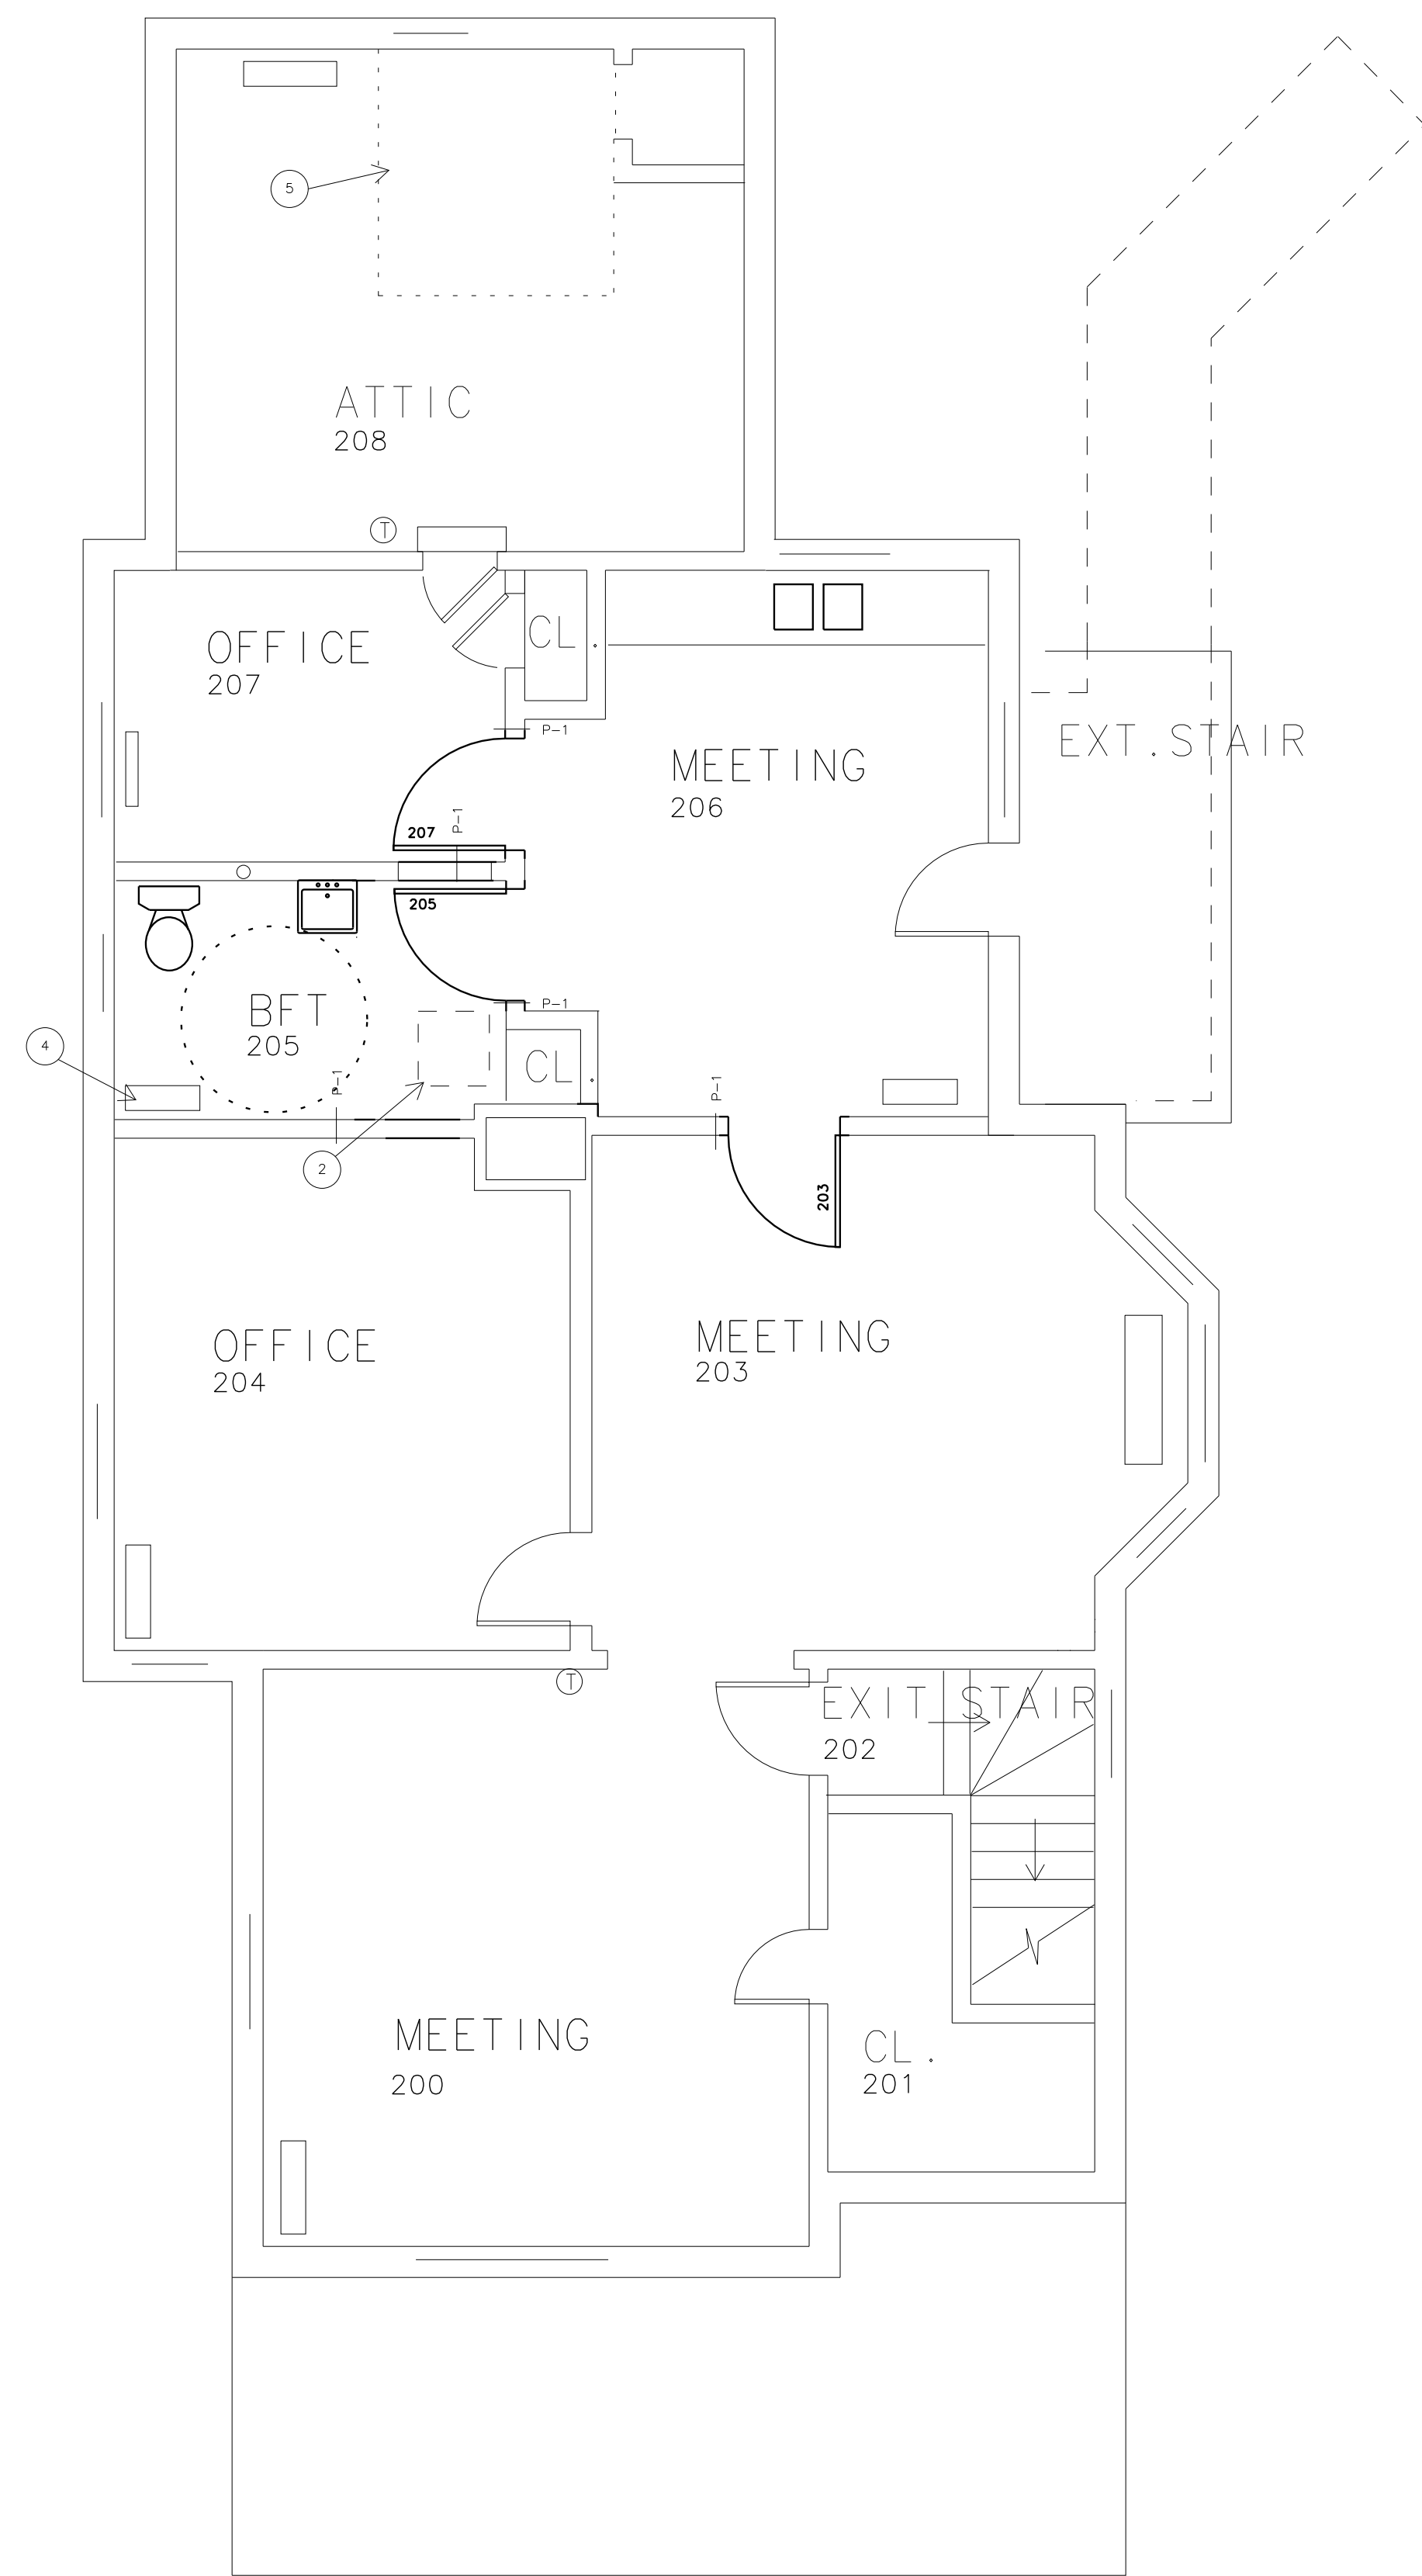 5
ATTIC
208
T
OFFICE
207
CL.
P-1
MEETING
206
EXT.STAIR
207
P-1
205
BFT
205
P-1
4
CL.
P-1
P-1
2
203
OFFICE
204
MEETING
203
T
EXIT STAIR
202
MEETING
200
CL.
201